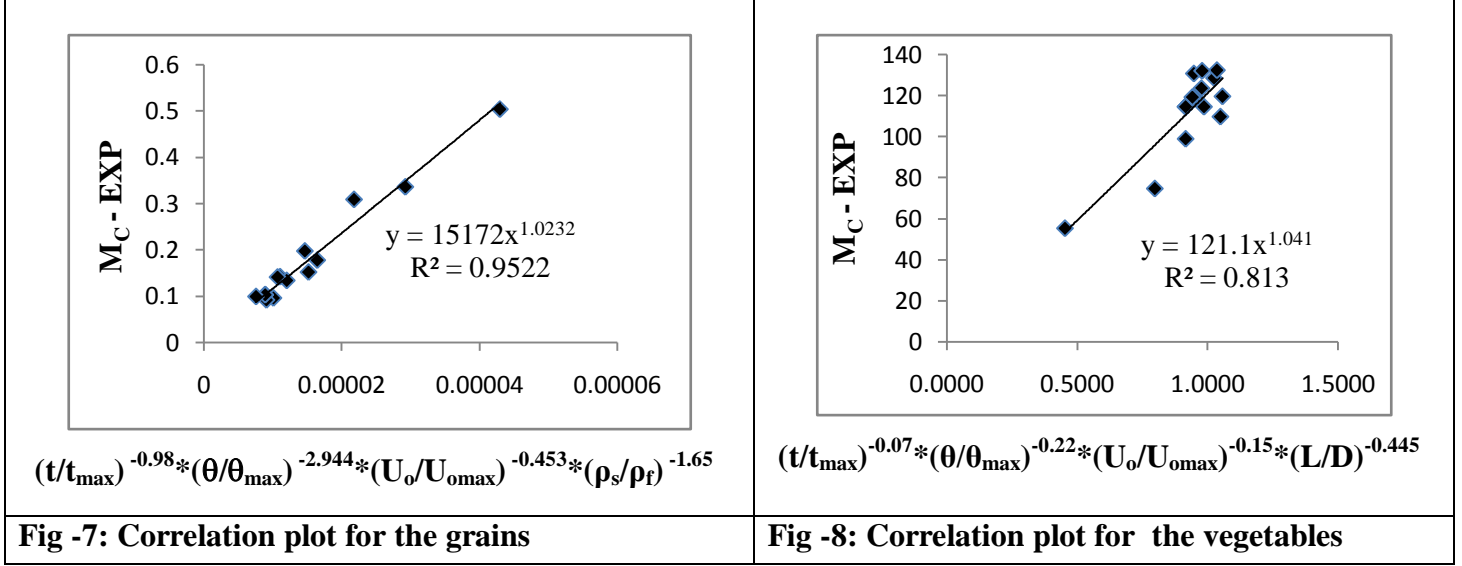 0.6
0.5
0.4
0.3
0.2
0.1
0
M_C - EXP
y = 15172x^1.0232
R² = 0.9522
0 0.00002 0.00004 0.00006
(t/t_max)^-0.98*(θ/θ_max)^-2.944*(U_o/U_omax)^-0.453*(ρ_s/ρ_f)^-1.65
Fig -7: Correlation plot for the grains
140
120
100
80
60
40
20
0
M_C - EXP
y = 121.1x^1.041
R² = 0.813
0.0000 0.5000 1.0000 1.5000
(t/t_max)^-0.07*(θ/θ_max)^-0.22*(U_o/U_omax)^-0.15*(L/D)^-0.445
Fig -8: Correlation plot for the vegetables